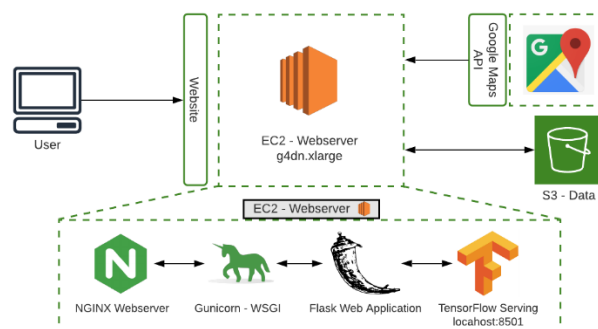 Google Maps
API
Website
User
EC2 - Webserver
g4dn.xlarge
S3 - Data
EC2 - Webserver
NGINX Webserver
Gunicorn - WSGI
Flask Web Application
TensorFlow Serving
locahost:8501
G
N